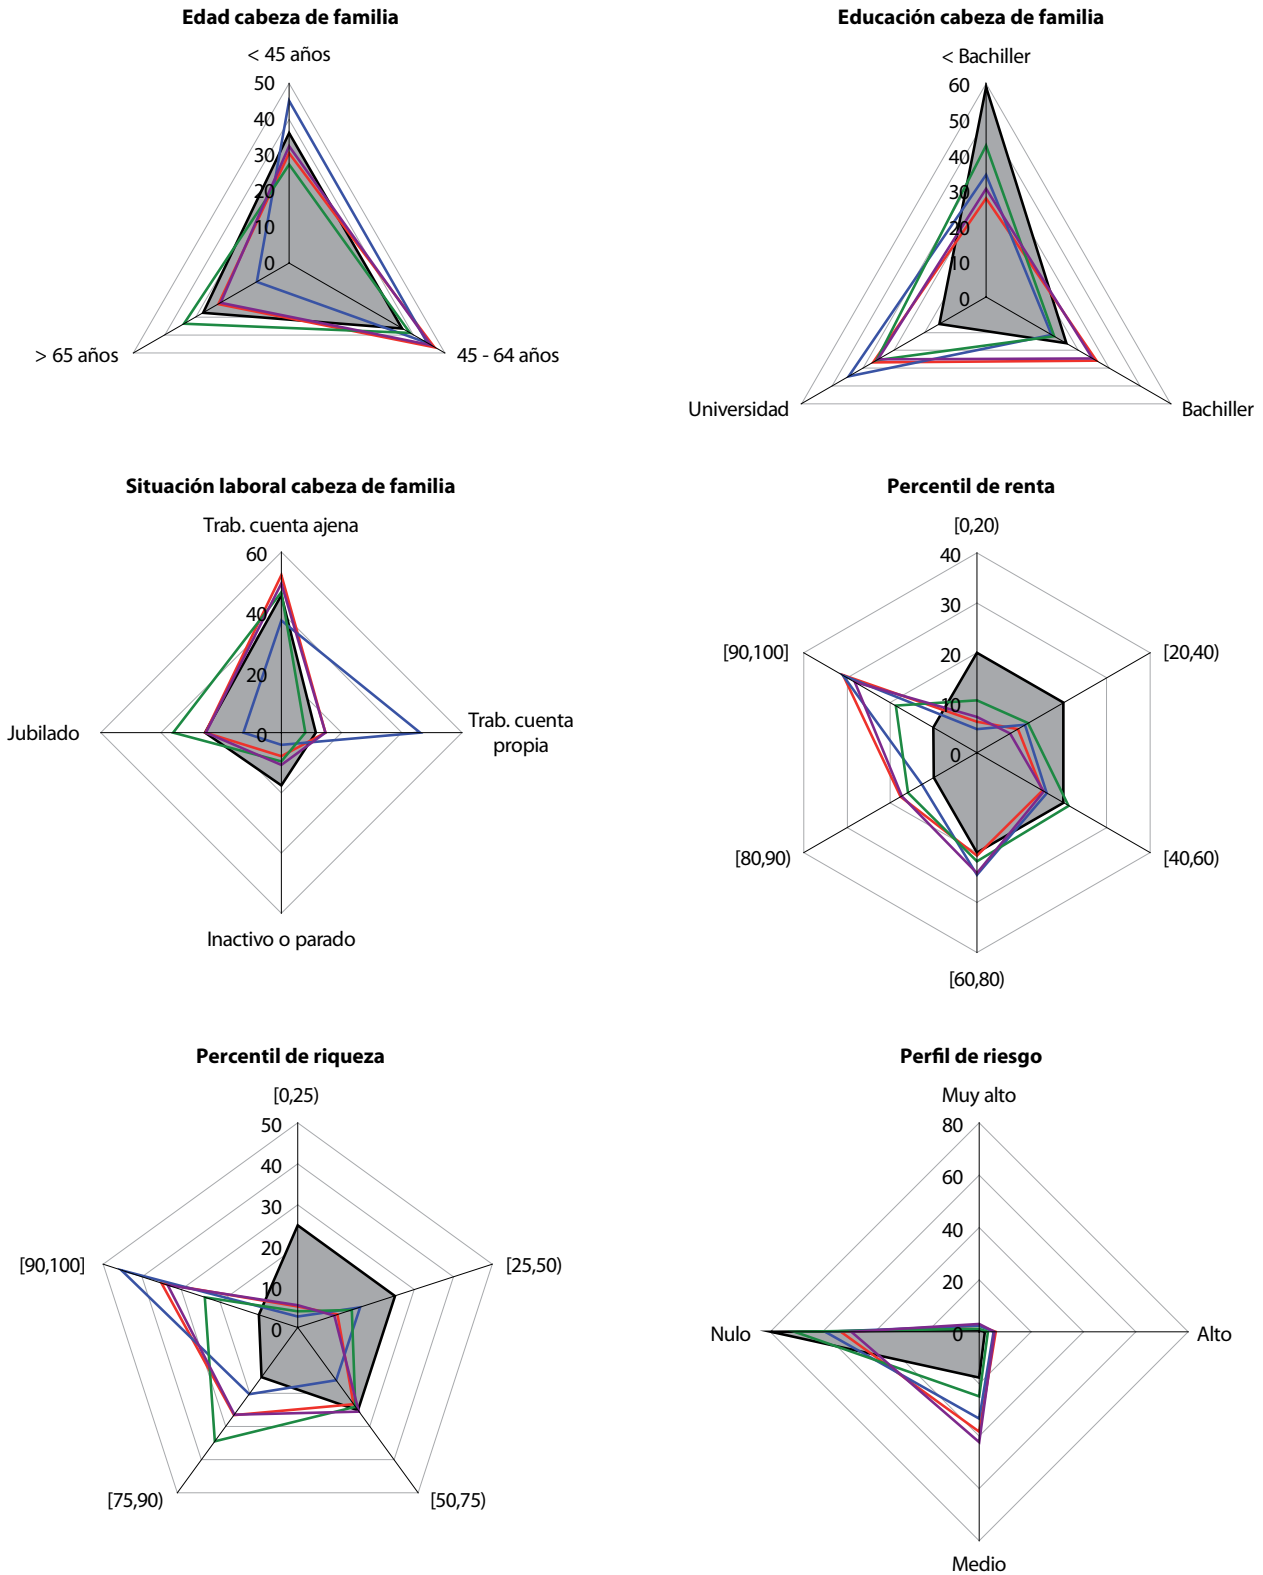 Edad cabeza de familia
< 45 años
50
40
30
20
10
0
> 65 años
45 - 64 años
Educación cabeza de familia
< Bachiller
60
50
40
30
20
10
0
Universidad
Bachiller
Situación laboral cabeza de familia
Trab. cuenta ajena
60
40
20
0
Jubilado
Trab. cuenta
propia
Inactivo o parado
Percentil de renta
[0,20)
40
30
20
10
0
[90,100]
[20,40)
[80,90)
[40,60)
[60,80)
Percentil de riqueza
[0,25)
50
40
30
20
10
0
[90,100]
[25,50)
[75,90)
[50,75)
Perfil de riesgo
Muy alto
80
60
40
20
0
Nulo
Alto
Medio